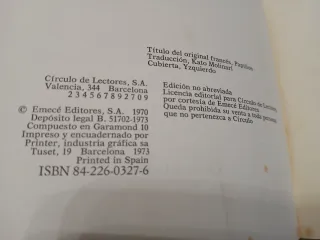 Título del original francés, Papillon
Traducción, Kato Molinari
Cubierta, Yzquierdo
Círculo de Lectores, S.A.
Valencia, 344 Barcelona
2 3 4 5 6 7 8 9 2 7 0 9
Edición no abreviada
Licencia editorial para Círculo de Lectores
por cortesía de Emecé Editores
Queda prohibida su venta a toda persona
que no pertenezca a Círculo
© Emecé Editores, S.A. 1970
Depósito legal B. 51702-1973
Compuesto en Garamond 10
Impreso y encuadernado por
Printer, industria gráfica sa
Tuset, 19 Barcelona 1973
Printed in Spain
ISBN 84-226-0327-6